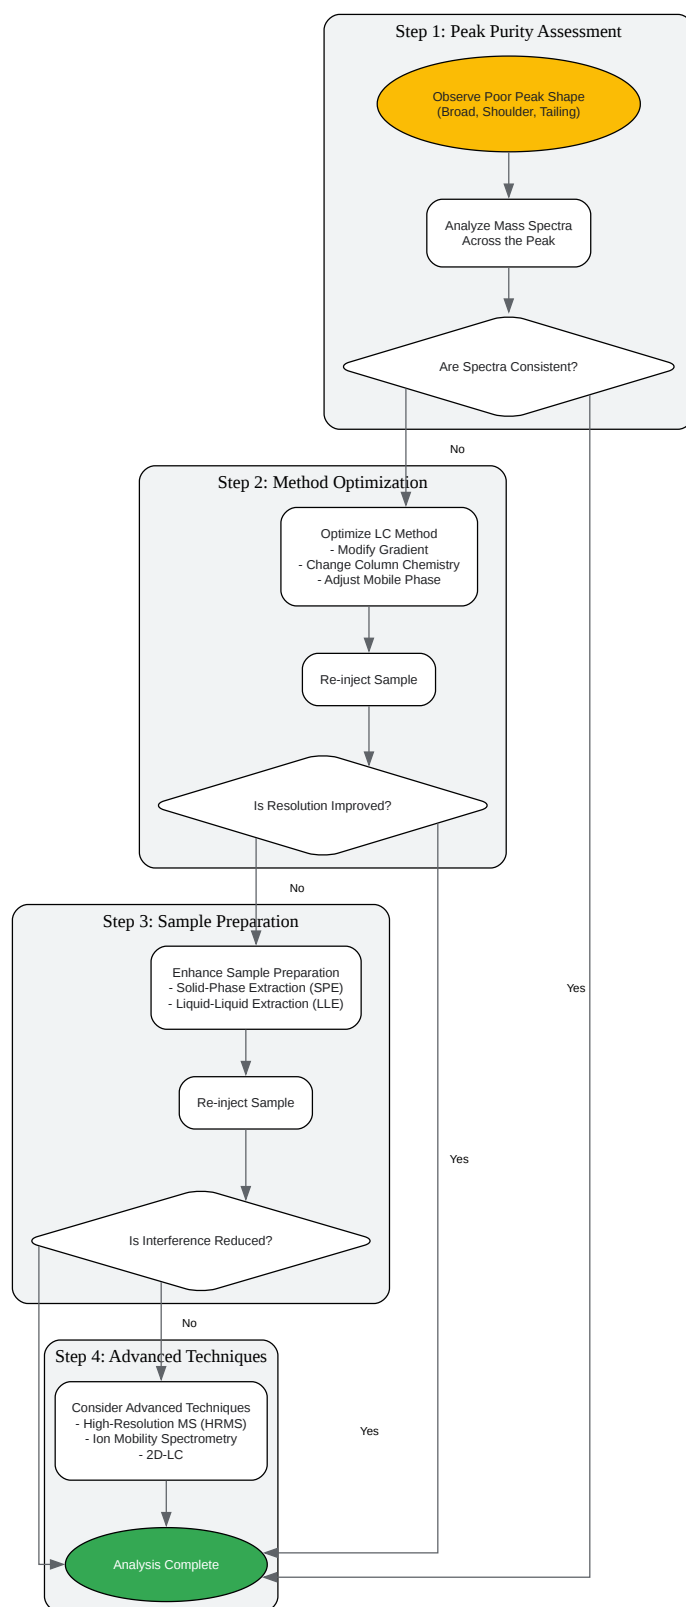 Step 1: Peak Purity Assessment
Observe Poor Peak Shape
(Broad, Shoulder, Tailing)
Analyze Mass Spectra
Across the Peak
Are Spectra Consistent?
No
Step 2: Method Optimization
Optimize LC Method
- Modify Gradient
- Change Column Chemistry
- Adjust Mobile Phase
Re-inject Sample
Is Resolution Improved?
No
Step 3: Sample Preparation
Enhance Sample Preparation
- Solid-Phase Extraction (SPE)
- Liquid-Liquid Extraction (LLE)
Yes
Re-inject Sample
Yes
Is Interference Reduced?
No
Step 4: Advanced Techniques
Consider Advanced Techniques
- High-Resolution MS (HRMS)
- Ion Mobility Spectrometry
- 2D-LC
Yes
Analysis Complete